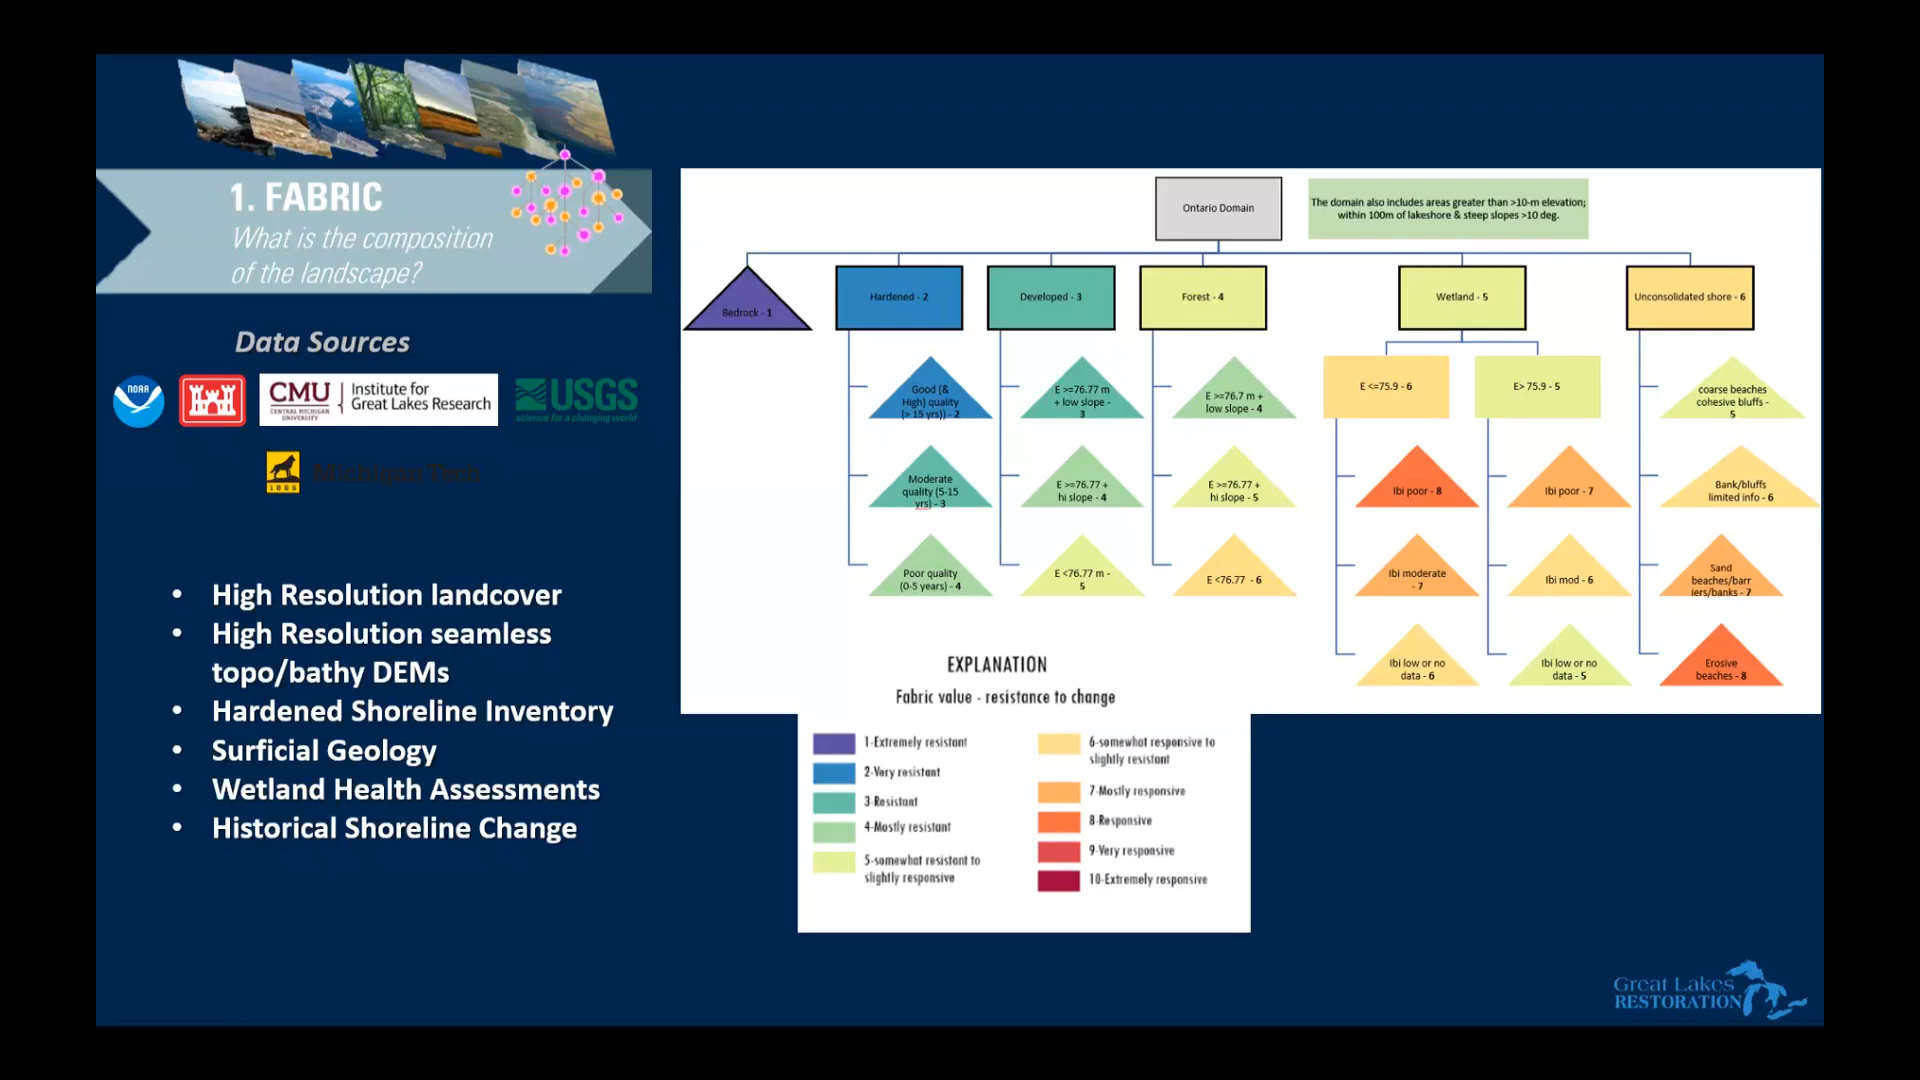 1. FABRIC
What is the composition
of the landscape?
Data Sources
NOAA
CMU
CENTRAL MICHIGAN
UNIVERSITY
Institute for
Great Lakes Research
USGS
science for a changing world
1885
Michigan Tech
• High Resolution landcover
• High Resolution seamless
topo/bathy DEMs
• Hardened Shoreline Inventory
• Surficial Geology
• Wetland Health Assessments
• Historical Shoreline Change
Ontario Domain
The domain also includes areas greater than >10-m elevation;
within 100m of lakeshore & steep slopes >10 deg.
Bedrock - 1
Hardened - 2
Developed - 3
Forest - 4
Wetland - 5
Unconsolidated shore - 6
Good (&
High) quality
(> 15 yrs)) - 2
Moderate
quality (5-15
yrs) - 3
Poor quality
(0-5 years) - 4
E >=76.77 m
+ low slope -
3
E >=76.77 +
hi slope - 4
E <76.77 m -
5
E >=76.7 m +
low slope - 4
E >=76.77 +
hi slope - 5
E <76.77 - 6
E <=75.9 - 6
Ibi poor - 8
Ibi moderate
- 7
Ibi low or no
data - 6
E> 75.9 - 5
Ibi poor - 7
Ibi mod - 6
Ibi low or no
data - 5
coarse beaches
cohesive bluffs -
5
Bank/bluffs
limited info - 6
Sand
beaches/barr
iers/banks - 7
Erosive
beaches - 8
EXPLANATION
Fabric value - resistance to change
1-Extremely resistant
2-Very resistant
3-Resistant
4-Mostly resistant
5-somewhat resistant to
slightly responsive
6-somewhat responsive to
slightly resistant
7-Mostly responsive
8-Responsive
9-Very responsive
10-Extremely responsive
Great Lakes
RESTORATION